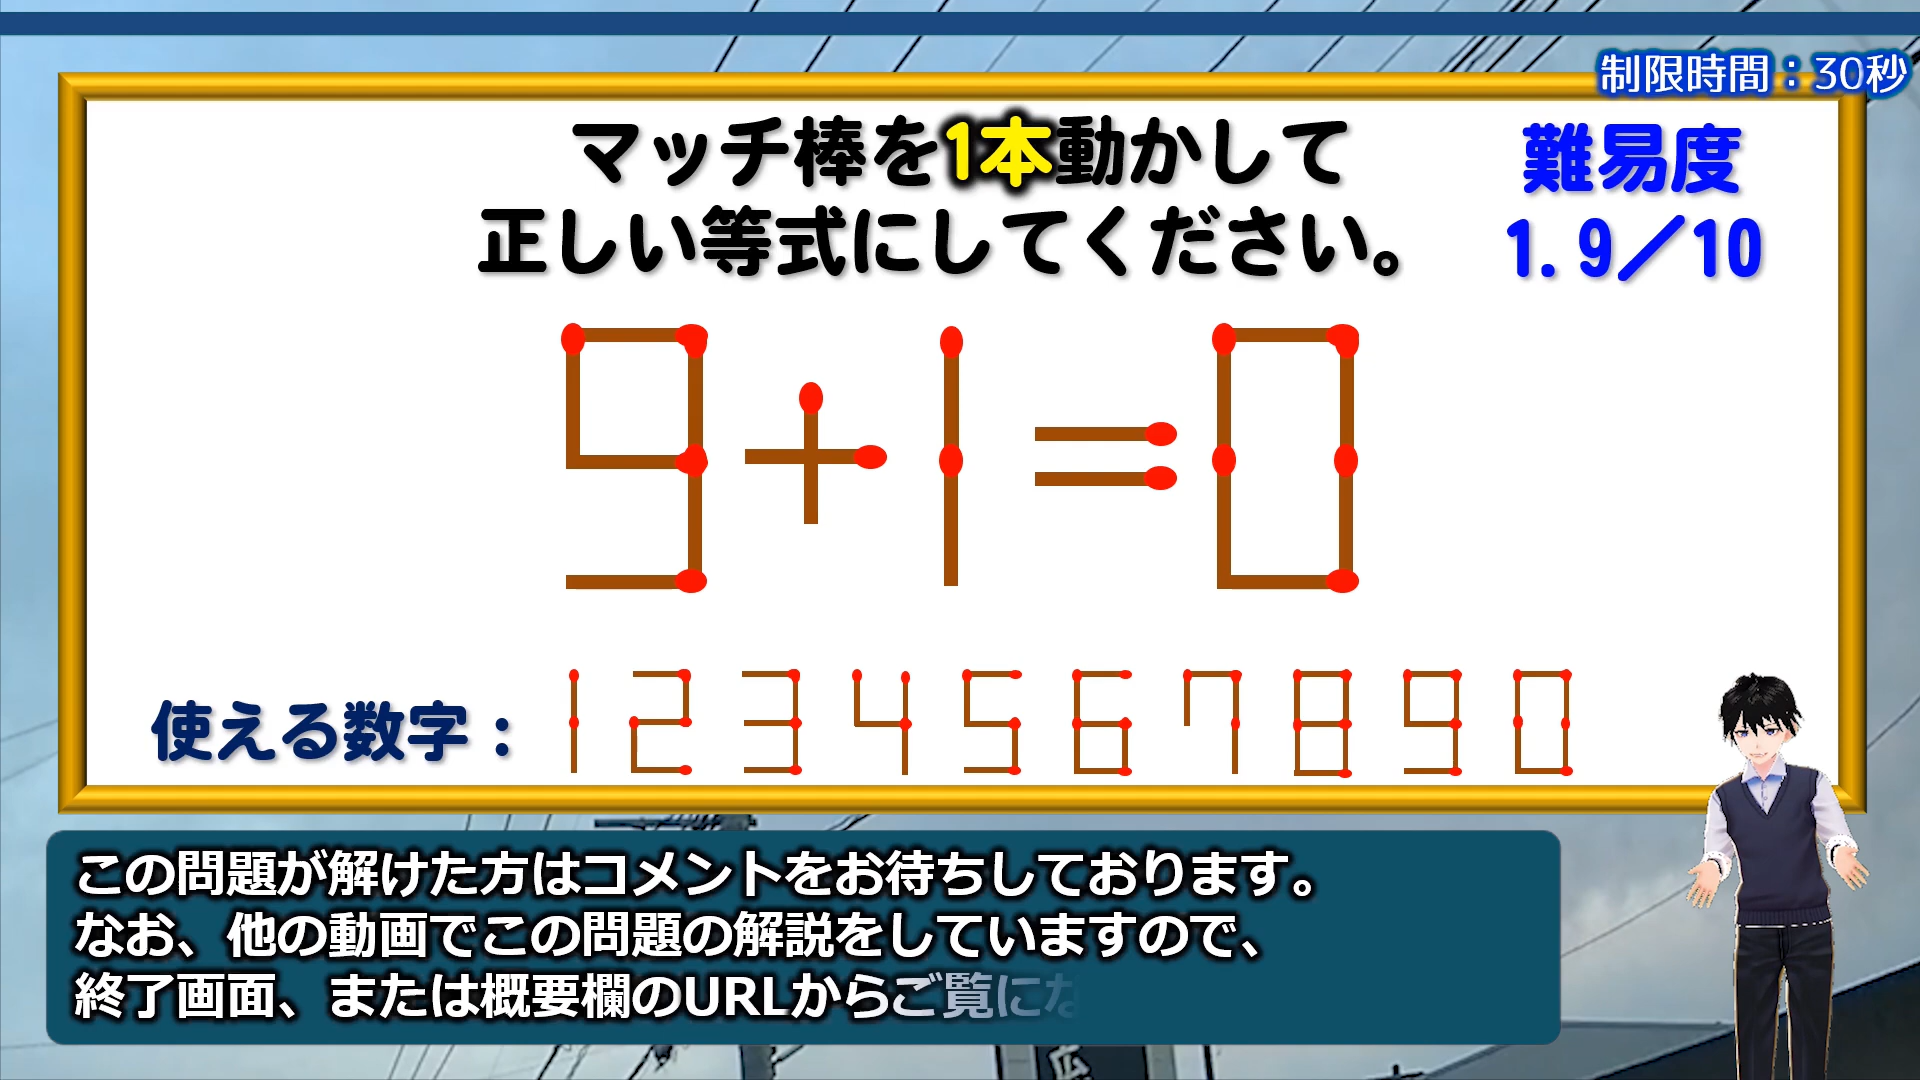 制限時間：30秒
マッチ棒を1本動かして
正しい等式にしてください。
難易度
1.9／10
9+1=0
使える数字：1 2 3 4 5 6 7 8 9 0
この問題が解けた方はコメントをお待ちしております。
なお、他の動画でこの問題の解説をしていますので、
終了画面、または概要欄のURLからご覧にな
広